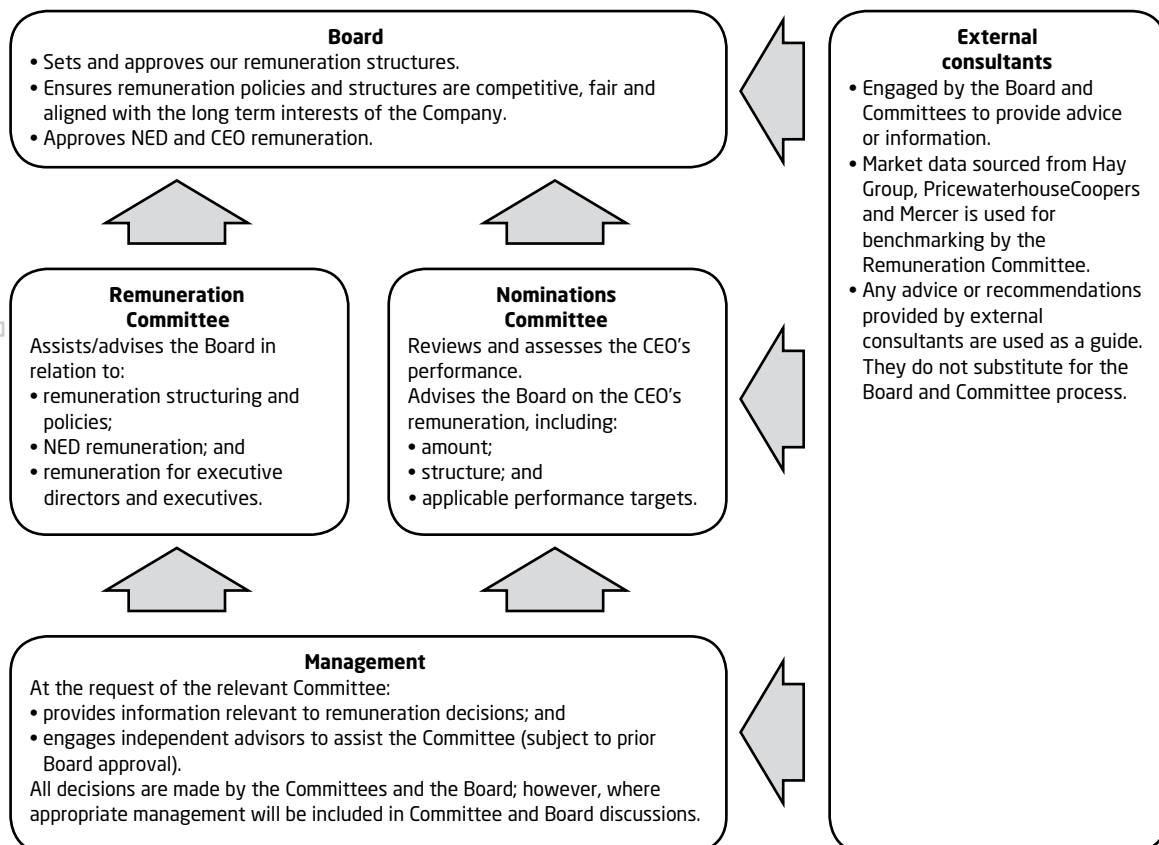 Board
• Sets and approves our remuneration structures.
• Ensures remuneration policies and structures are competitive, fair and
aligned with the long term interests of the Company.
• Approves NED and CEO remuneration.
Remuneration
Committee
Assists/advises the Board in
relation to:
• remuneration structuring and
policies;
• NED remuneration; and
• remuneration for executive
directors and executives.
Nominations
Committee
Reviews and assesses the CEO’s
performance.
Advises the Board on the CEO’s
remuneration, including:
• amount;
• structure; and
• applicable performance targets.
Management
At the request of the relevant Committee:
• provides information relevant to remuneration decisions; and
• engages independent advisors to assist the Committee (subject to prior
Board approval).
All decisions are made by the Committees and the Board; however, where
appropriate management will be included in Committee and Board discussions.
External
consultants
• Engaged by the Board and
Committees to provide advice
or information.
• Market data sourced from Hay
Group, PricewaterhouseCoopers
and Mercer is used for
benchmarking by the
Remuneration Committee.
• Any advice or recommendations
provided by external
consultants are used as a guide.
They do not substitute for the
Board and Committee process.